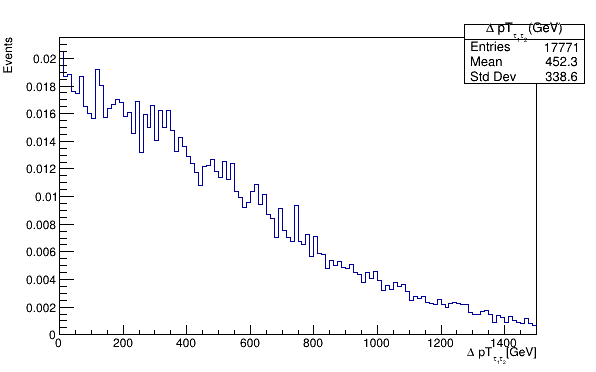 Δ pT_τ₁τ₂ (GeV)
Entries 17771
Mean 452.3
Std Dev 338.6
Events
0.02
0.018
0.016
0.014
0.012
0.01
0.008
0.006
0.004
0.002
0
0 200 400 600 800 1000 1200 1400
Δ pT_τ₁τ₂[GeV]